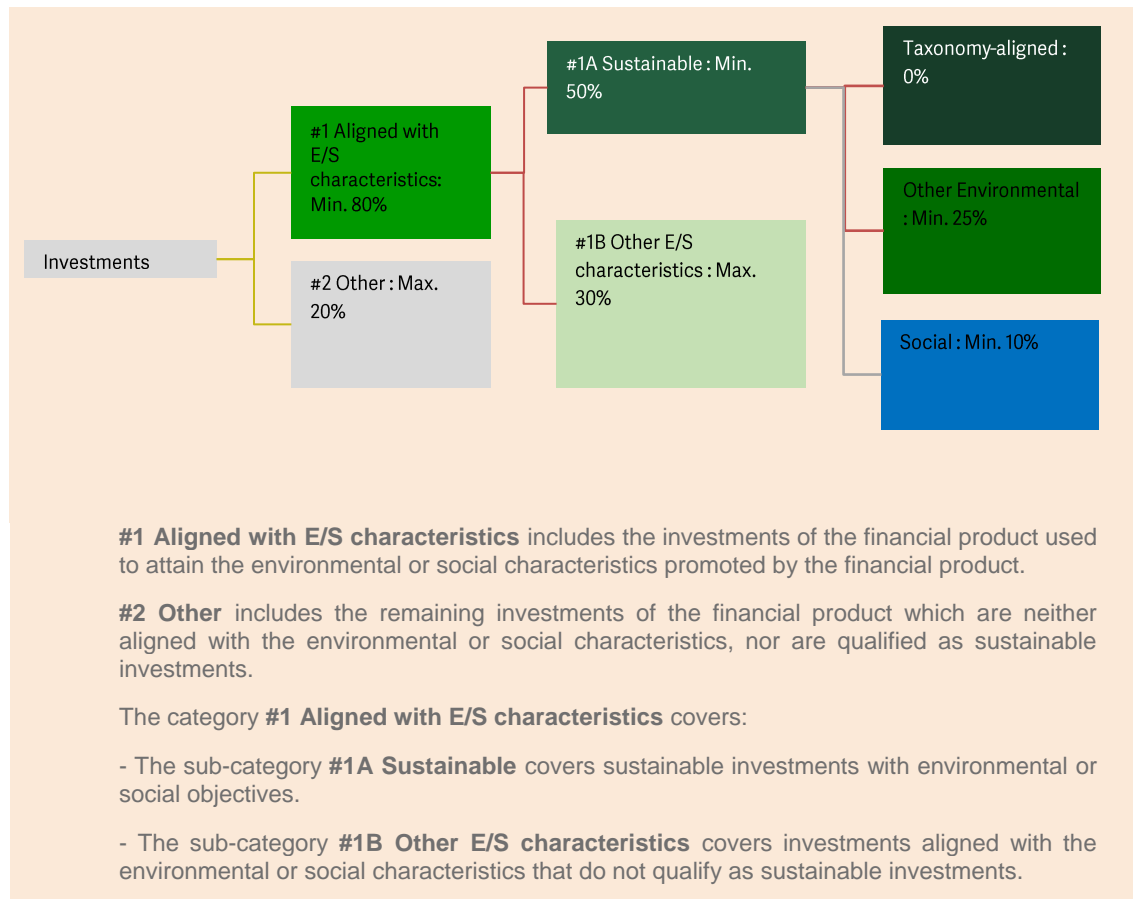 Investments
#1 Aligned with
E/S
characteristics:
Min. 80%
#2 Other : Max.
20%
#1A Sustainable : Min.
50%
#1B Other E/S
characteristics : Max.
30%
Taxonomy-aligned :
0%
Other Environmental
: Min. 25%
Social : Min. 10%
#1 Aligned with E/S characteristics includes the investments of the financial product used
to attain the environmental or social characteristics promoted by the financial product.
#2 Other includes the remaining investments of the financial product which are neither
aligned with the environmental or social characteristics, nor are qualified as sustainable
investments.
The category #1 Aligned with E/S characteristics covers:
- The sub-category #1A Sustainable covers sustainable investments with environmental or
social objectives.
- The sub-category #1B Other E/S characteristics covers investments aligned with the
environmental or social characteristics that do not qualify as sustainable investments.